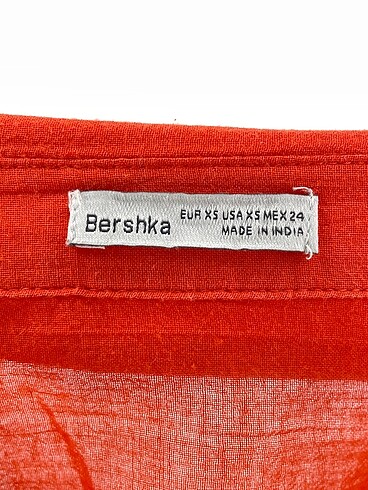 Bershka
EUR XS USA XS MEX 24
MADE IN INDIA